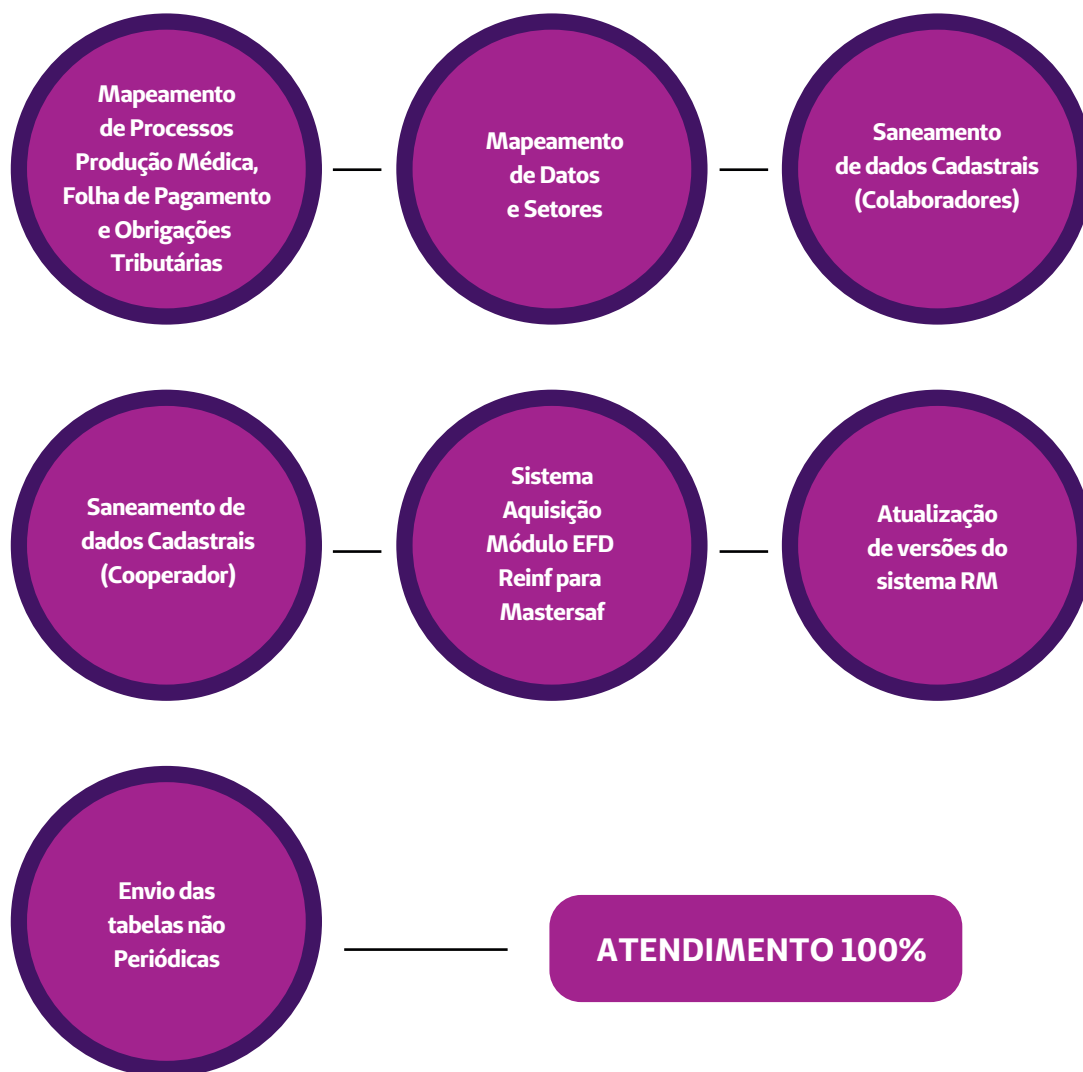 Mapeamento
de Processos
Produção Médica,
Folha de Pagamento
e Obrigações
Tributárias
Mapeamento
de Datos
e Setores
Saneamento
de dados Cadastrais
(Colaboradores)
Saneamento de
dados Cadastrais
(Cooperador)
Sistema
Aquisição
Módulo EFD
Reinf para
Mastersaf
Atualização
de versões do
sistema RM
Envio das
tabelas não
Periódicas
ATENDIMENTO 100%